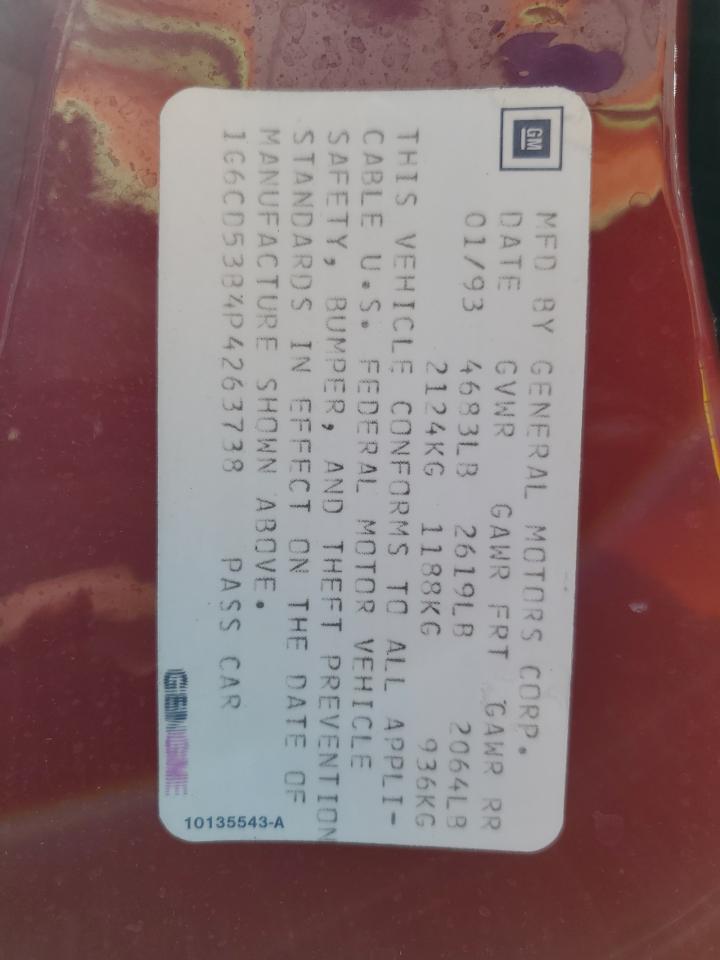 GM
MFD BY GENERAL MOTORS CORP.
DATE GVWR GAWR FRT GAWR RR
01/93 4683LB 2619LB 2064LB
2124KG 1188KG 936KG
THIS VEHICLE CONFORMS TO ALL APPLI-
CABLE U.S. FEDERAL MOTOR VEHICLE
SAFETY, BUMPER, AND THEFT PREVENTION
STANDARDS IN EFFECT ON THE DATE OF
MANUFACTURE SHOWN ABOVE.
1G6CD53B4P4263738 PASS CAR
10135543-A